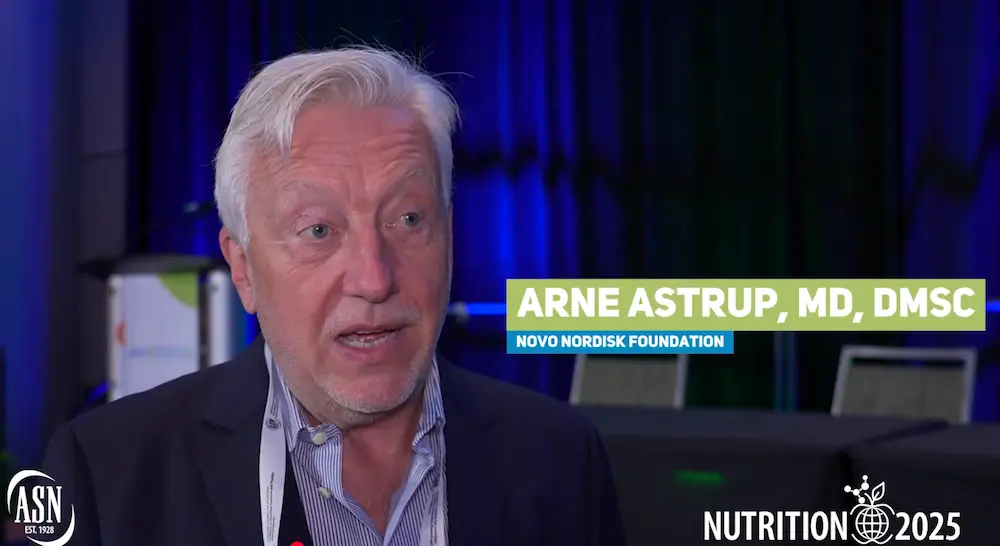 ARNE ASTRUP, MD, DMSC
NOVO NORDISK FOUNDATION
ASN
EST. 1928
NUTRITION 2025